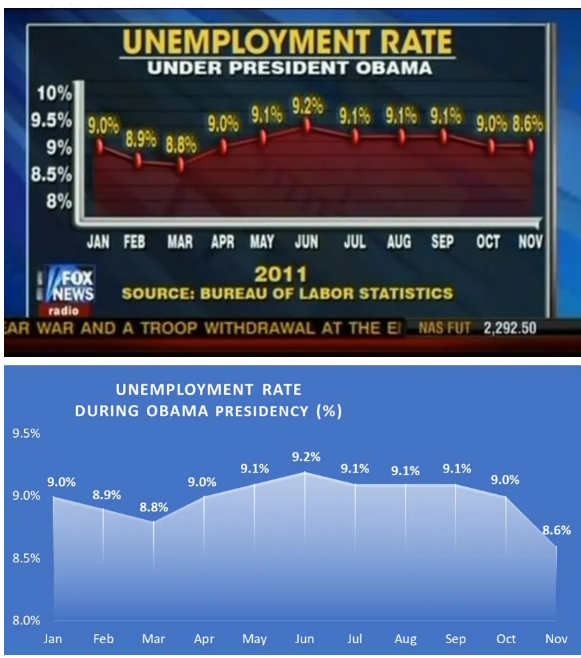 UNEMPLOYMENT RATE
UNDER PRESIDENT OBAMA
10%
9.5%
9%
8.5%
8%
9.0%
8.9%
8.8%
9.0%
9.1%
9.2%
9.1%
9.1%
9.1%
9.0%
8.6%
JAN FEB MAR APR MAY JUN JUL AUG SEP OCT NOV
2011
SOURCE: BUREAU OF LABOR STATISTICS
FOX
NEWS
radio
EAR WAR AND A TROOP WITHDRAWAL AT THE E NAS FUT 2,292.50
UNEMPLOYMENT RATE
DURING OBAMA PRESIDENCY (%)
9.5%
9.0%
8.5%
8.0%
9.0%
8.9%
8.8%
9.0%
9.1%
9.2%
9.1%
9.1%
9.1%
9.0%
8.6%
Jan Feb Mar Apr May Jun Jul Aug Sep Oct Nov